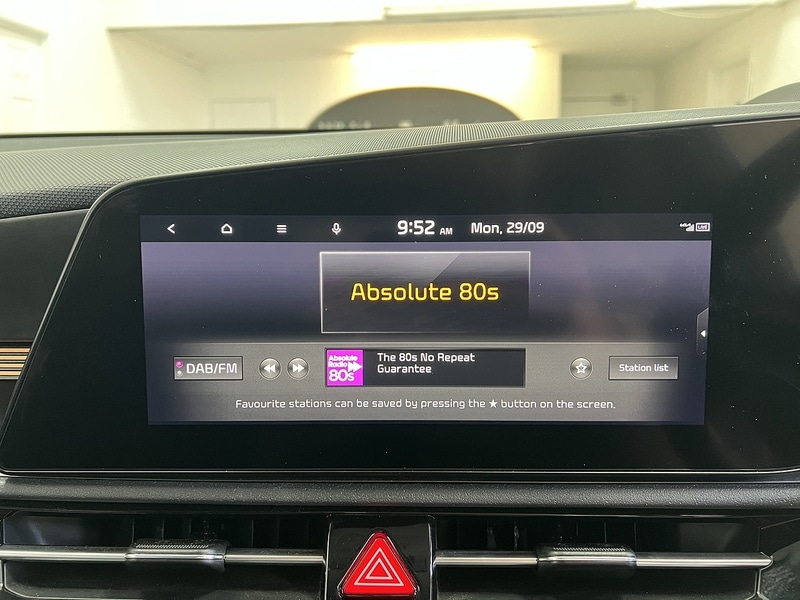 9:52 AM Mon, 29/09
LIVE
Absolute 80s
DAB/FM
Absolute
Radio
80s
The 80s No Repeat
Guarantee
Station list
Favourite stations can be saved by pressing the ★ button on the screen.